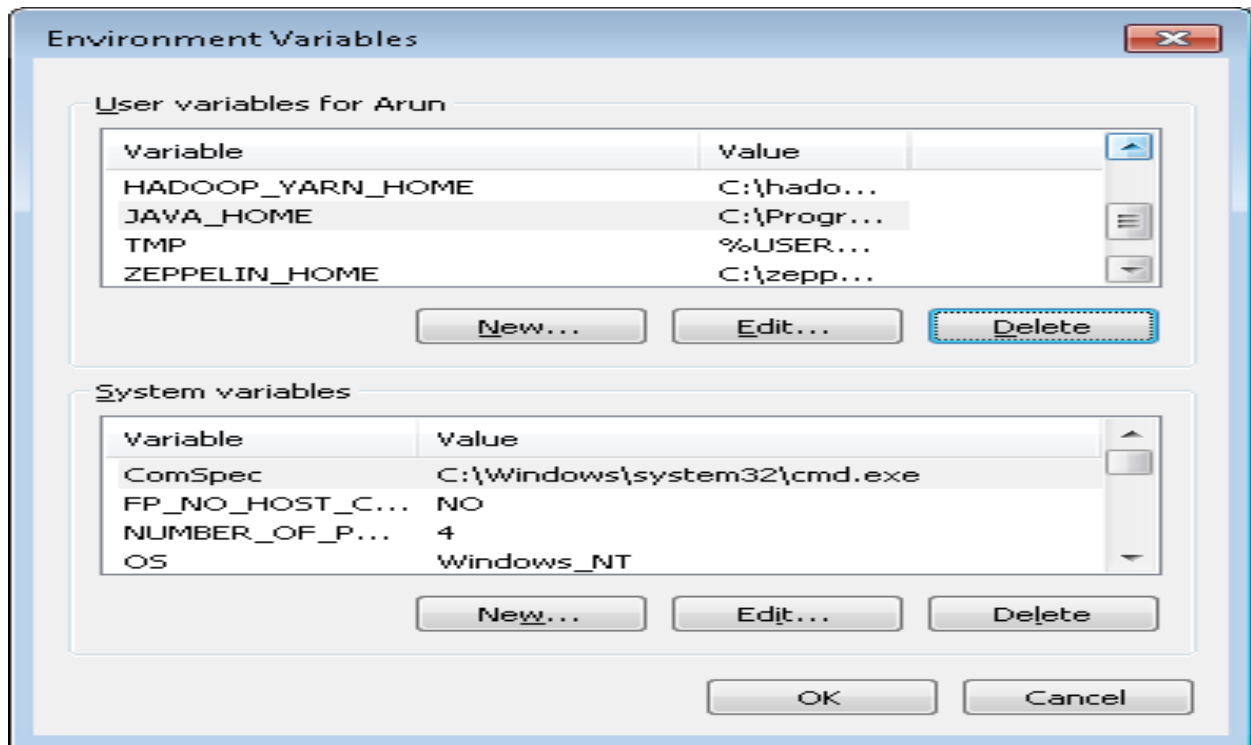 Environment Variables
User variables for Arun
Variable Value
HADOOP_YARN_HOME C:\hado...
JAVA_HOME C:\Progr...
TMP %USER...
ZEPPELIN_HOME C:\zepp...
New... Edit... Delete
System variables
Variable Value
ComSpec C:\Windows\system32\cmd.exe
FP_NO_HOST_C... NO
NUMBER_OF_P... 4
OS Windows_NT
New... Edit... Delete
OK Cancel